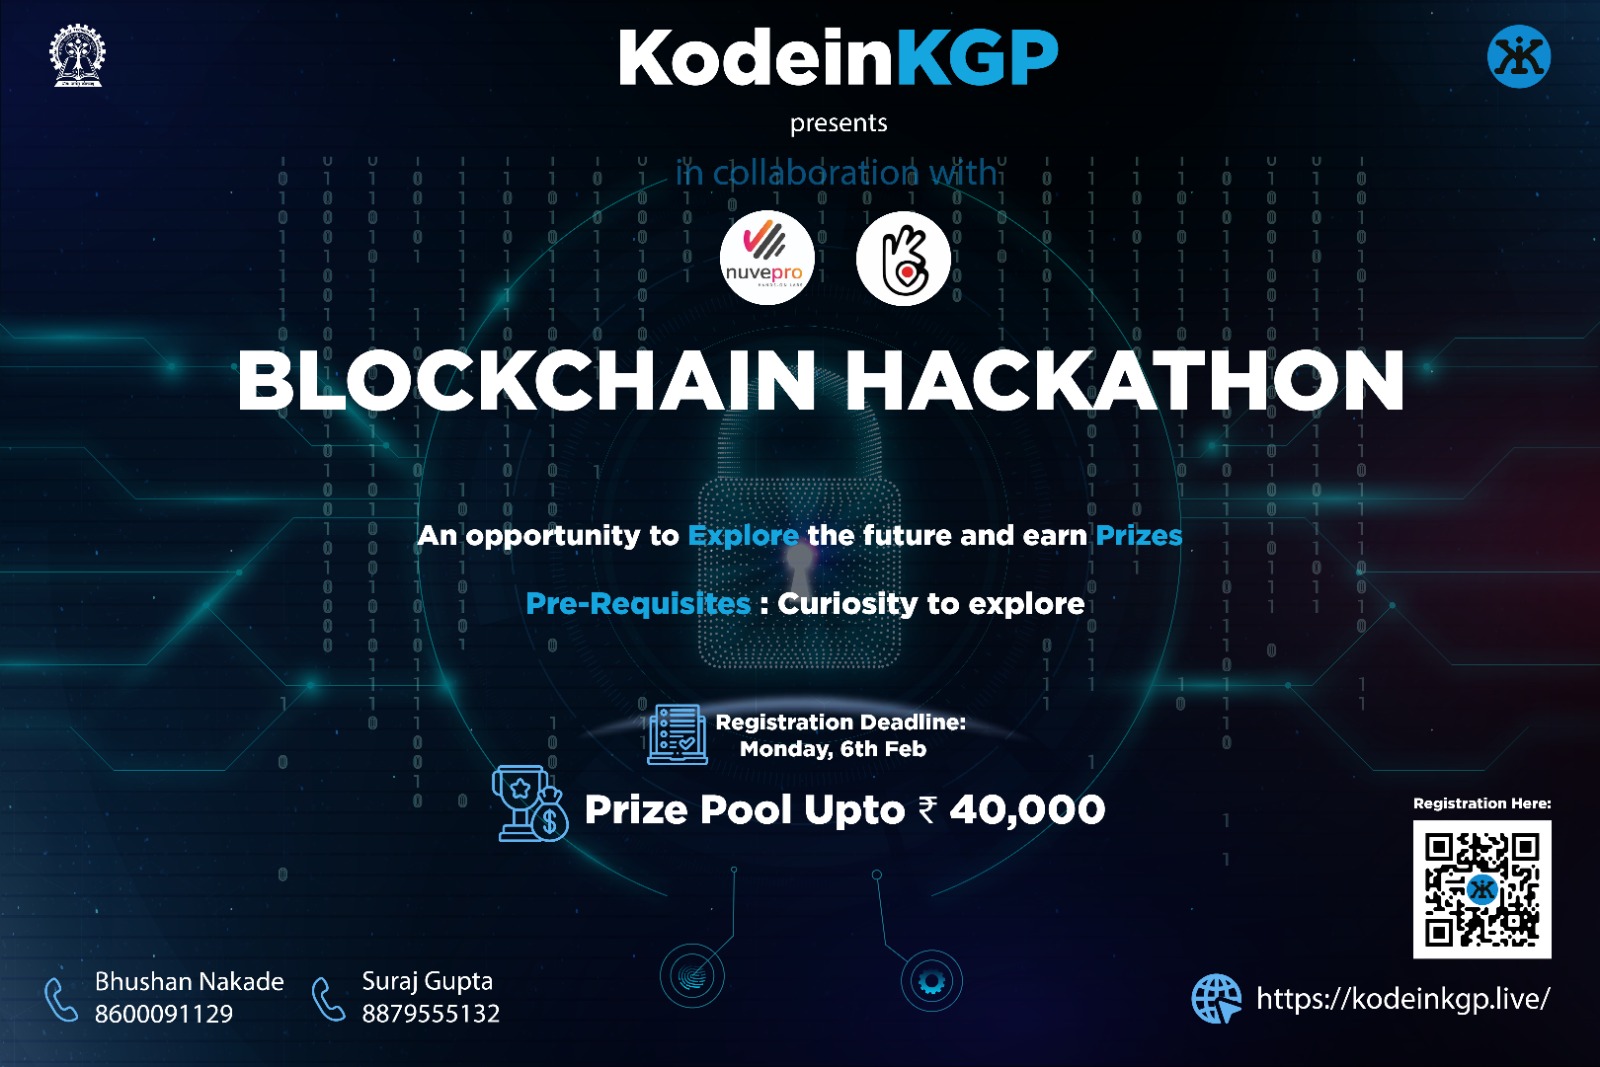 KodeinKGP
presents
in collaboration with
nuvepro
BLOCKCHAIN HACKATHON
An opportunity to Explore the future and earn Prizes
Pre-Requisites : Curiosity to explore
Registration Deadline:
Monday, 6th Feb
Prize Pool Upto ₹ 40,000
Registration Here:
Bhushan Nakade
8600091129
Suraj Gupta
8879555132
https://kodeinkgp.live/